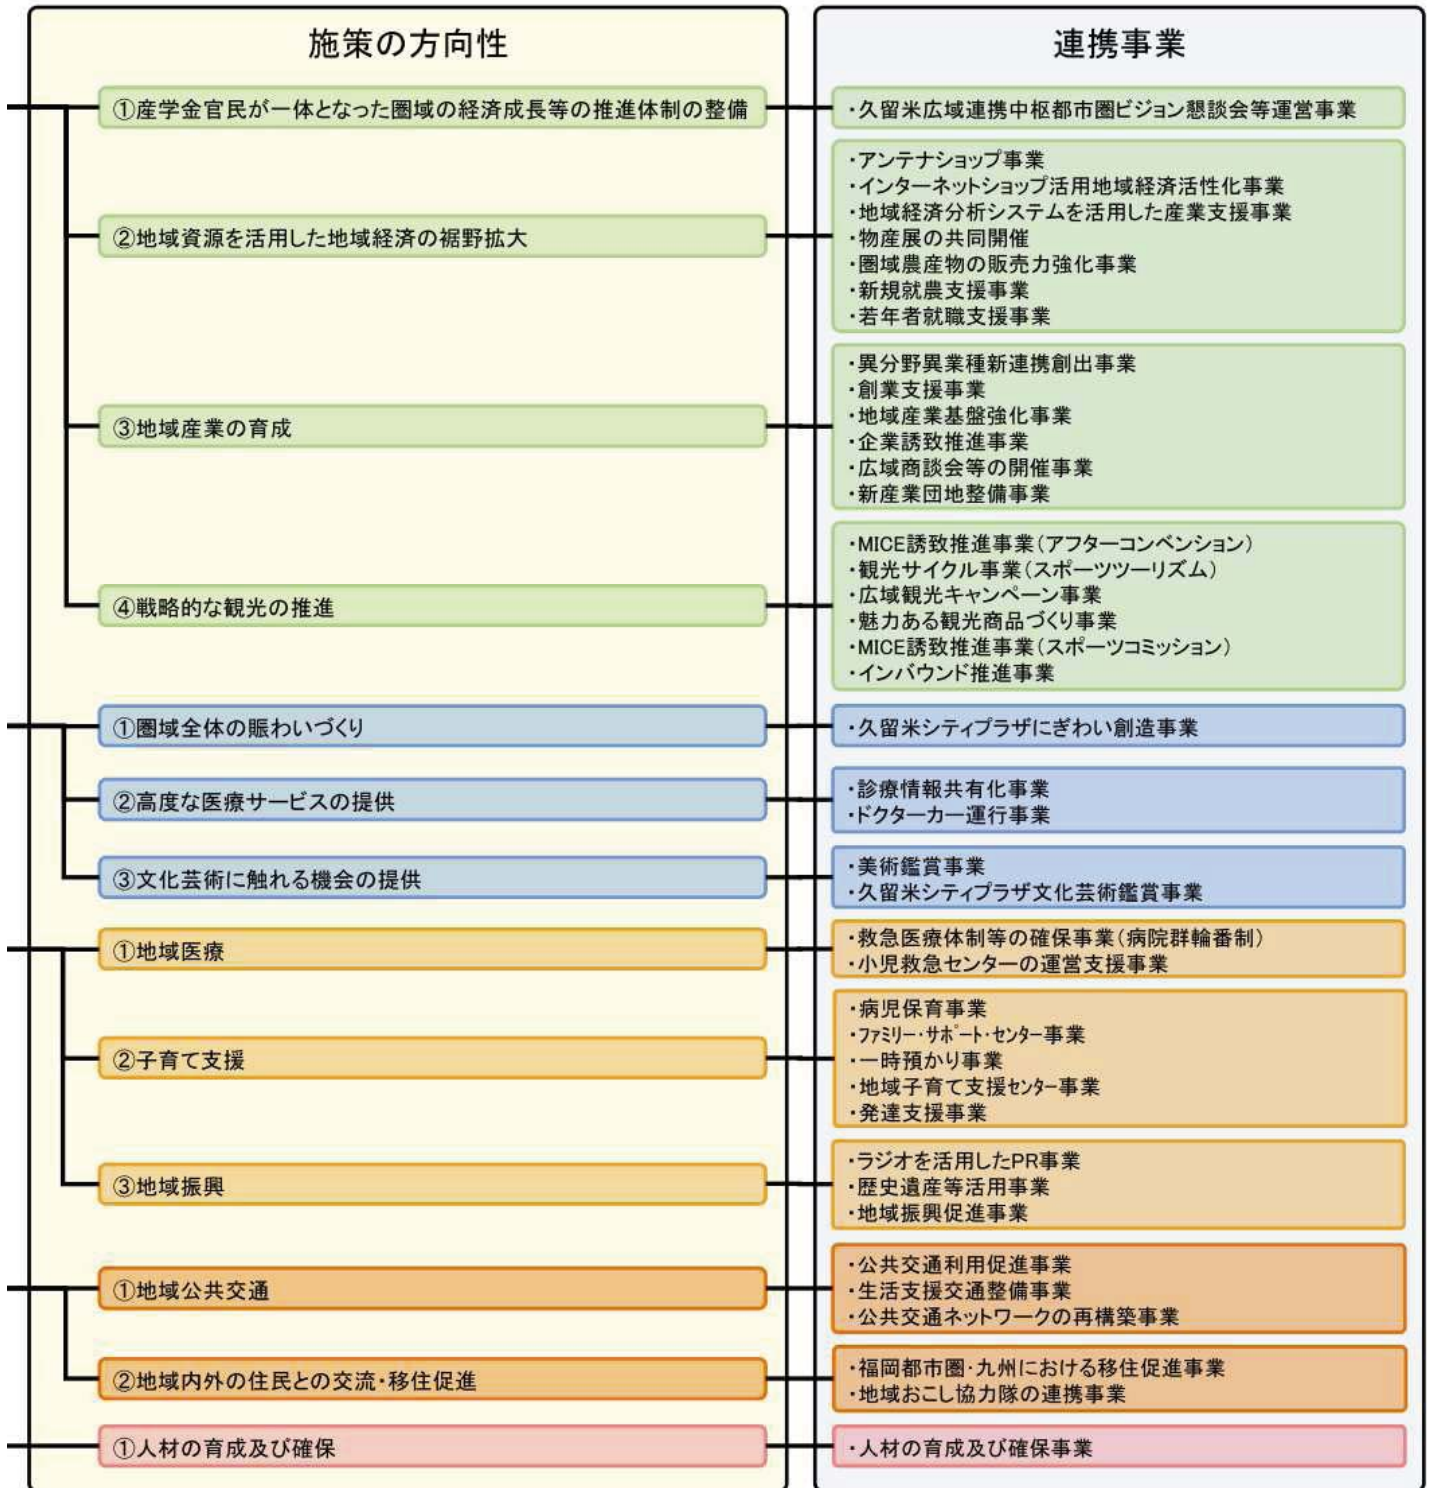 施策の方向性
連携事業
①産学金官民が一体となった圏域の経済成長等の推進体制の整備
・久留米広域連携中枢都市圏ビジョン懇談会等運営事業
②地域資源を活用した地域経済の裾野拡大
・アンテナショップ事業
・インターネットショップ活用地域経済活性化事業
・地域経済分析システムを活用した産業支援事業
・物産展の共同開催
・圏域農産物の販売力強化事業
・新規就農支援事業
・若年者就職支援事業
③地域産業の育成
・異分野異業種新連携創出事業
・創業支援事業
・地域産業基盤強化事業
・企業誘致推進事業
・広域商談会等の開催事業
・新産業団地整備事業
④戦略的な観光の推進
・MICE誘致推進事業(アフターコンベンション)
・観光サイクル事業(スポーツツーリズム)
・広域観光キャンペーン事業
・魅力ある観光商品づくり事業
・MICE誘致推進事業(スポーツコミッション)
・インバウンド推進事業
①圏域全体の賑わいづくり
・久留米シティプラザにぎわい創造事業
②高度な医療サービスの提供
・診療情報共有化事業
・ドクターカー運行事業
③文化芸術に触れる機会の提供
・美術鑑賞事業
・久留米シティプラザ文化芸術鑑賞事業
①地域医療
・救急医療体制等の確保事業(病院群輪番制)
・小児救急センターの運営支援事業
②子育て支援
・病児保育事業
・ファミリー・サポート・センター事業
・一時預かり事業
・地域子育て支援センター事業
・発達支援事業
③地域振興
・ラジオを活用したPR事業
・歴史遺産等活用事業
・地域振興促進事業
①地域公共交通
・公共交通利用促進事業
・生活支援交通整備事業
・公共交通ネットワークの再構築事業
②地域内外の住民との交流・移住促進
・福岡都市圏・九州における移住促進事業
・地域おこし協力隊の連携事業
①人材の育成及び確保
・人材の育成及び確保事業